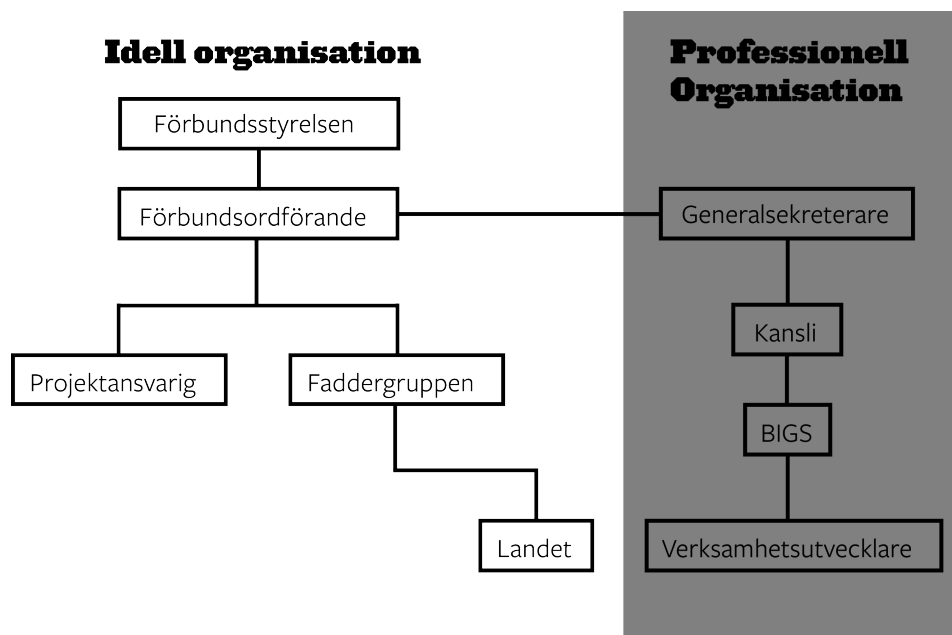 Idell organisation
Professionell
Organisation
Förbundsstyrelsen
Förbundsordförande
Generalsekreterare
Kansli
Projektansvarig
Faddergruppen
BIGS
Landet
Verksamhetsutvecklare